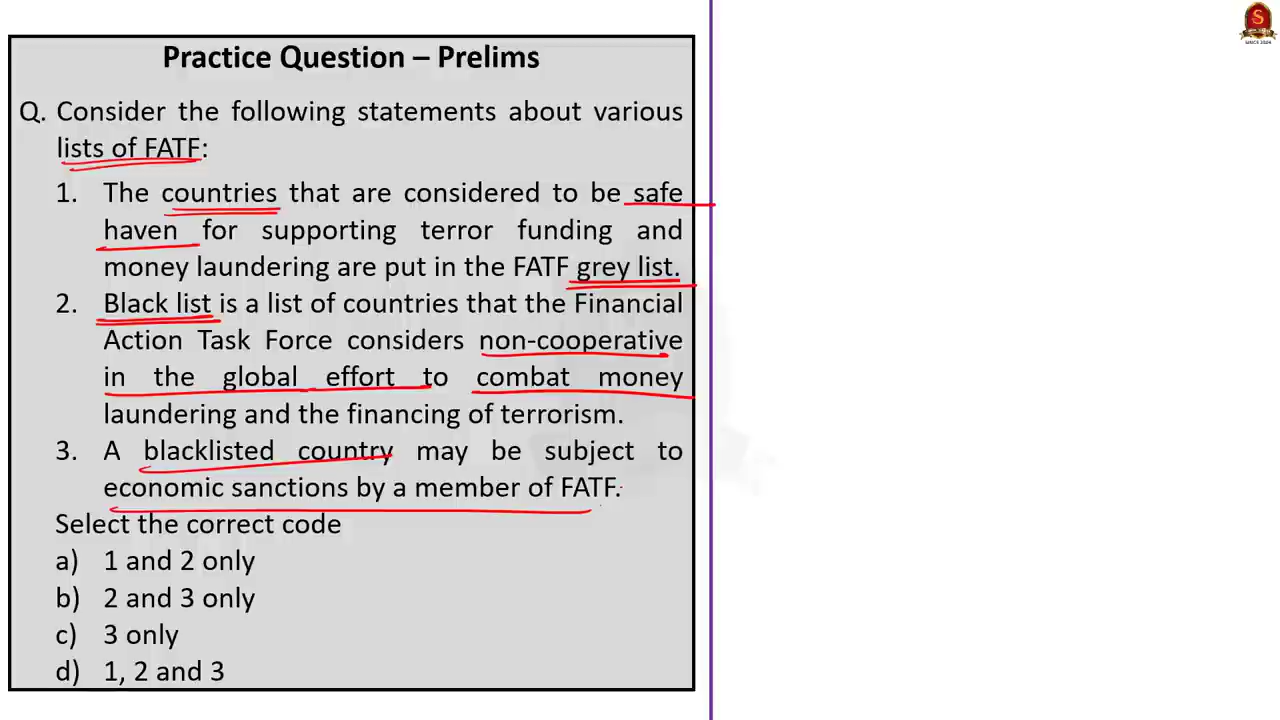 Practice Question – Prelims
Q. Consider the following statements about various
lists of FATF:
1. The countries that are considered to be safe
haven for supporting terror funding and
money laundering are put in the FATF grey list.
2. Black list is a list of countries that the Financial
Action Task Force considers non-cooperative
in the global effort to combat money
laundering and the financing of terrorism.
3. A blacklisted country may be subject to
economic sanctions by a member of FATF.
Select the correct code
a) 1 and 2 only
b) 2 and 3 only
c) 3 only
d) 1, 2 and 3
S
SINCE 2004